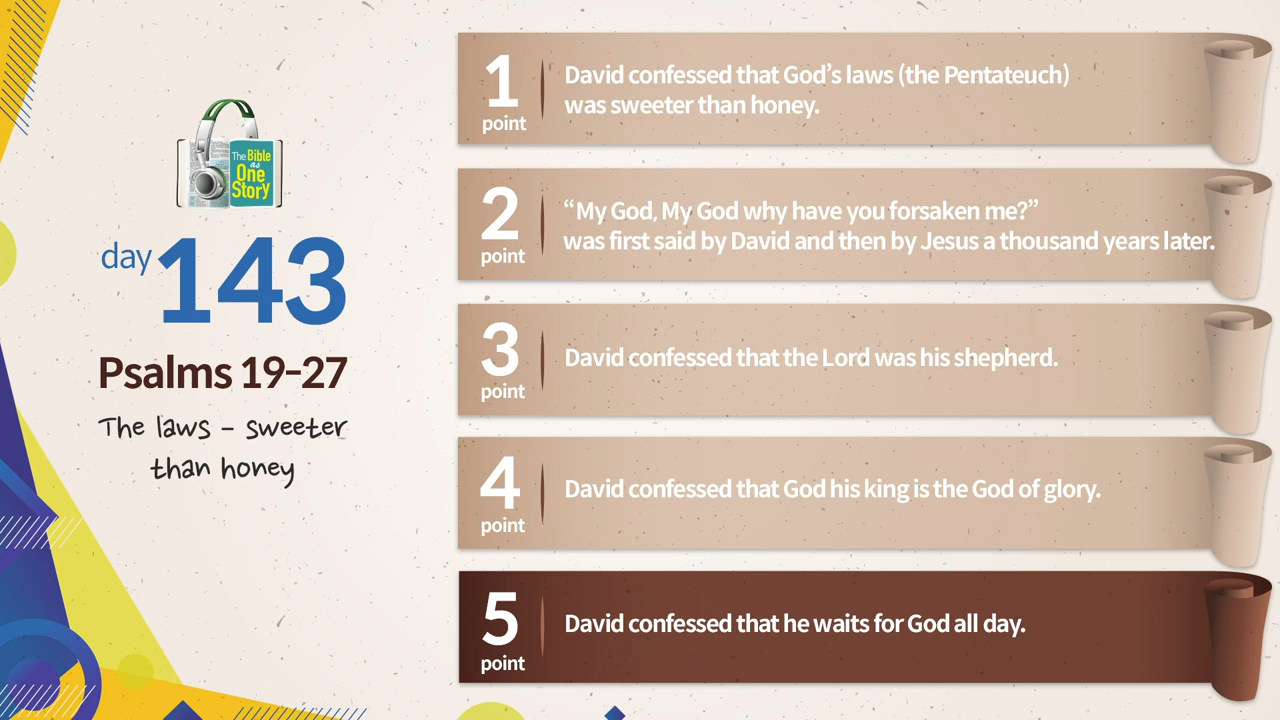 The Bible
as
One
Story
day 143
Psalms 19-27
The laws - sweeter
than honey
1
point
David confessed that God's laws (the Pentateuch)
was sweeter than honey.
2
point
“My God, My God why have you forsaken me?”
was first said by David and then by Jesus a thousand years later.
3
point
David confessed that the Lord was his shepherd.
4
point
David confessed that God his king is the God of glory.
5
point
David confessed that he waits for God all day.